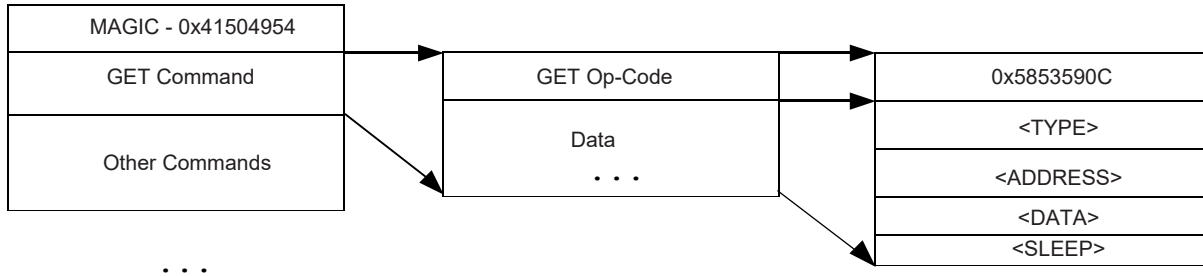 MAGIC - 0x41504954
GET Command
Other Commands
. . .
GET Op-Code
Data
. . .
0x5853590C
<TYPE>
<ADDRESS>
<DATA>
<SLEEP>